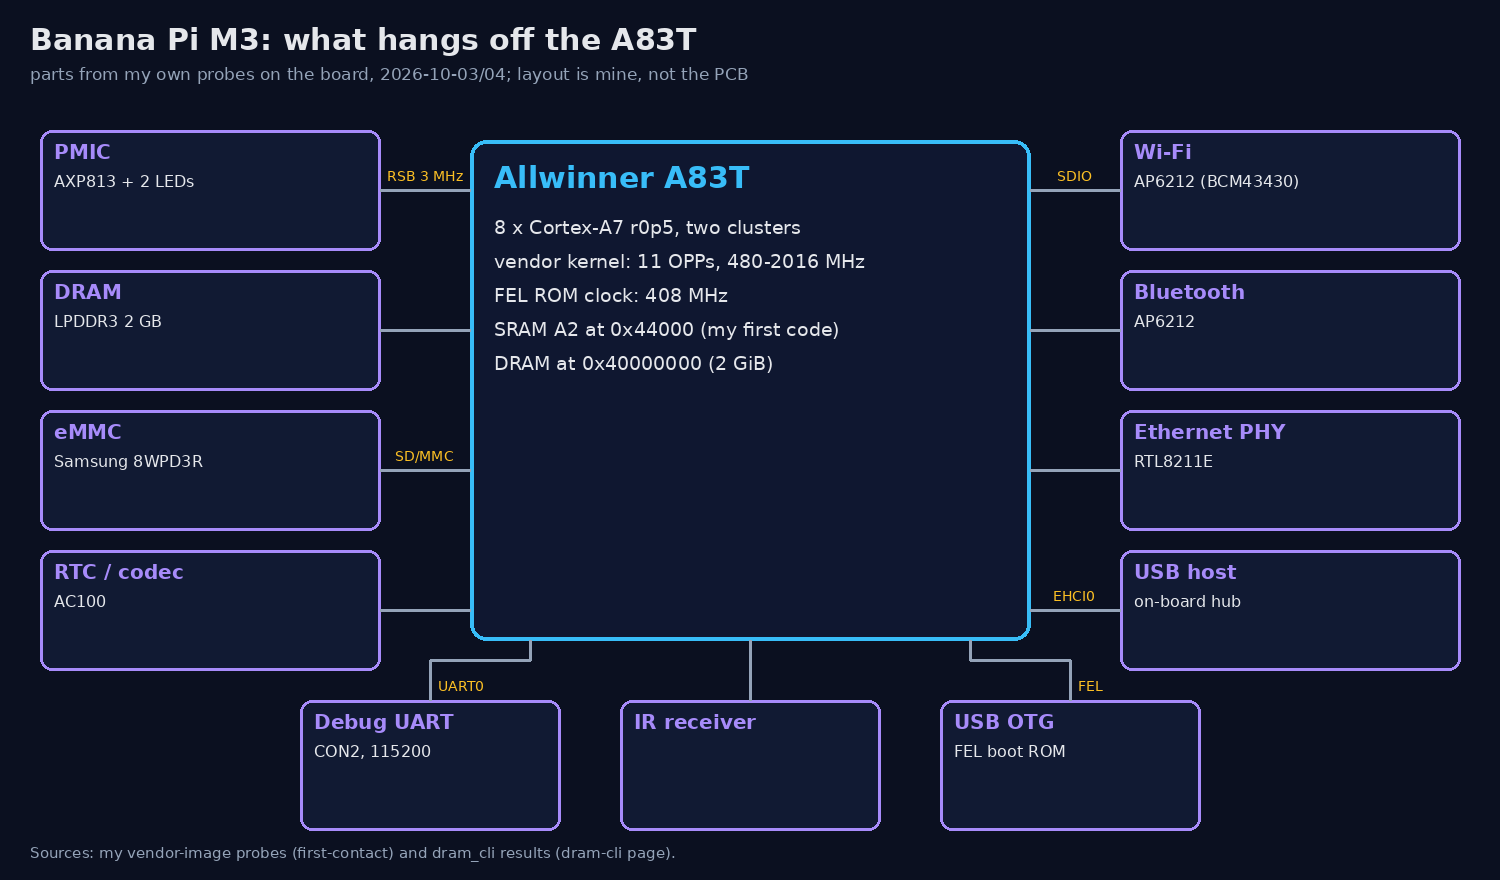 Banana Pi M3: what hangs off the A83T
parts from my own probes on the board, 2026-10-03/04; layout is mine, not the PCB
PMIC
AXP813 + 2 LEDs
RSB 3 MHz
DRAM
LPDDR3 2 GB
eMMC
Samsung 8WPD3R
SD/MMC
RTC / codec
AC100
Allwinner A83T
8 x Cortex-A7 r0p5, two clusters
vendor kernel: 11 OPPs, 480-2016 MHz
FEL ROM clock: 408 MHz
SRAM A2 at 0x44000 (my first code)
DRAM at 0x40000000 (2 GiB)
SDIO
Wi-Fi
AP6212 (BCM43430)
Bluetooth
AP6212
Ethernet PHY
RTL8211E
EHCI0
USB host
on-board hub
UART0
Debug UART
CON2, 115200
IR receiver
FEL
USB OTG
FEL boot ROM
Sources: my vendor-image probes (first-contact) and dram_cli results (dram-cli page).